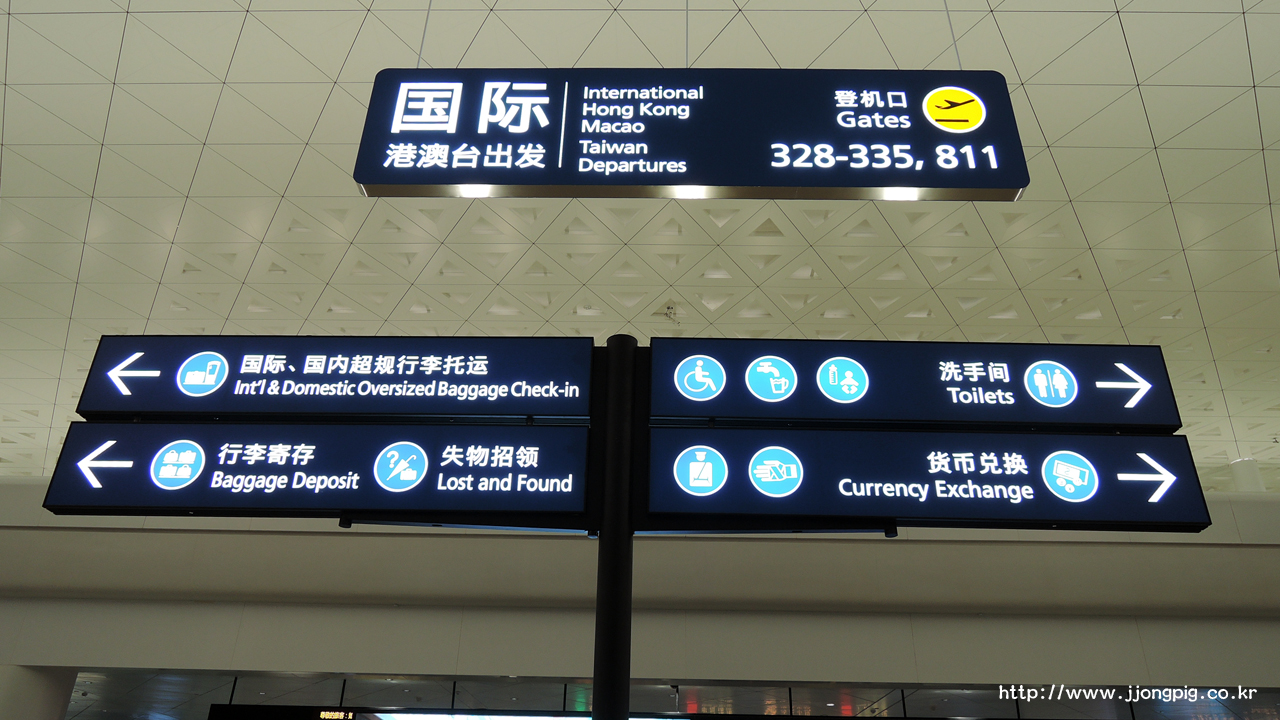 国际
港澳台出发
International
Hong Kong
Macao
Taiwan
Departures
登机口
Gates
328-335, 811
国际、国内超规行李托运
Int'l & Domestic Oversized Baggage Check-in
行李寄存
Baggage Deposit
失物招领
Lost and Found
洗手间
Toilets
货币兑换
Currency Exchange
http://www.jjongpig.co.kr